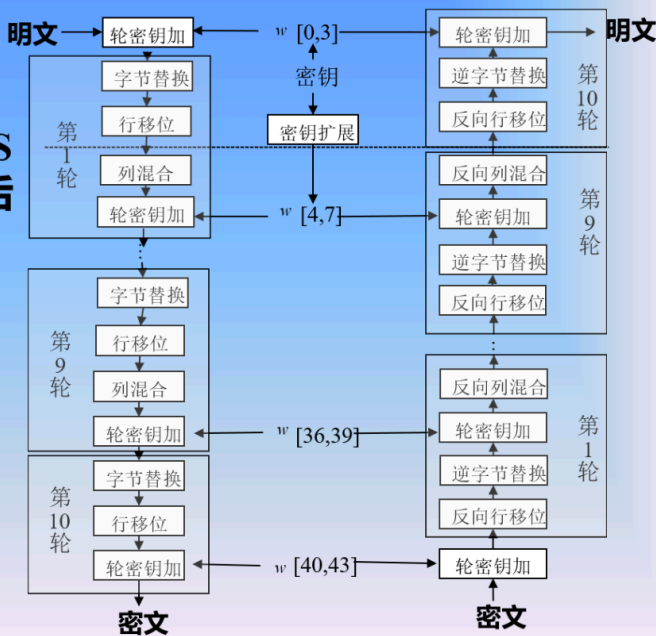 明文
轮密钥加
w [0,3]
轮密钥加
明文
第1轮
字节替换
行移位
列混合
轮密钥加
密钥
密钥扩展
w [4,7]
逆字节替换
反向行移位
第10轮
S
后
反向列混合
轮密钥加
逆字节替换
反向行移位
第9轮
⋮
第9轮
字节替换
行移位
列混合
轮密钥加
w [36,39]
⋮
反向列混合
轮密钥加
逆字节替换
反向行移位
第1轮
第10轮
字节替换
行移位
轮密钥加
w [40,43]
轮密钥加
密文
密文